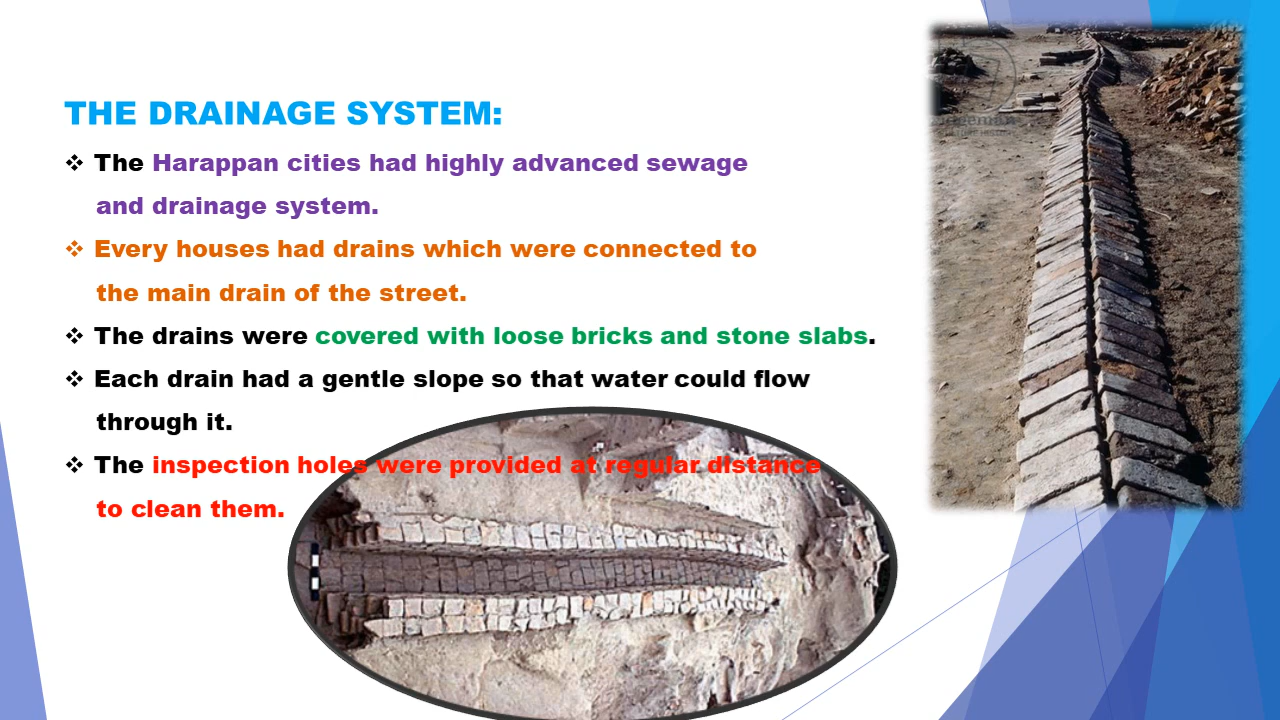 THE DRAINAGE SYSTEM:
❖ The Harappan cities had highly advanced sewage
and drainage system.
❖ Every houses had drains which were connected to
the main drain of the street.
❖ The drains were covered with loose bricks and stone slabs.
❖ Each drain had a gentle slope so that water could flow
through it.
❖ The inspection holes were provided at regular distance
to clean them.